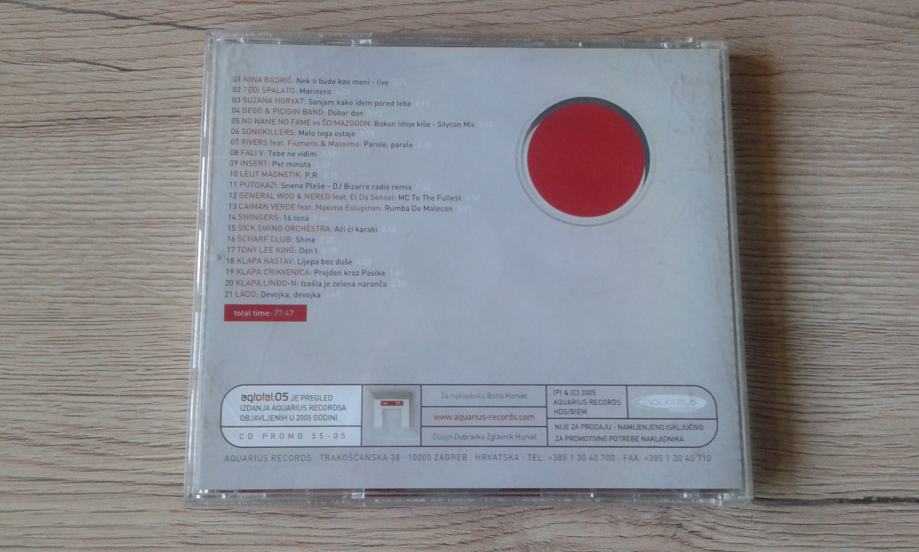 01 NINA BADRIĆ: Nek ti bude kao meni - live
02 TEDI SPALATO: Marinero
03 SUZANA HORVAT: Sanjam kako idem pored tebe
04 GEGO & PICIGIN BAND: Dobar don
05 NO NAME NO FAME vs ŠO!MAZGOON: Bokun litnje kiše - Silycon Mix
06 SONGKILLERS: Malo toga ostaje
07 RIVERS feat. Fiumens & Massimo: Parole, parole
08 FALI V: Tebe ne vidim
09 INSERT: Pet minuta
10 LEUT MAGNETIK: P.R.
11 PUTOKAZI: Snena Pleše - DJ Bizarre radio remix
12 GENERAL WOO & NERED feat. El Da Sensei: MC To The Fullest
13 CAIMAN VERDE feat. Maximo Estupinan: Rumba De Malecon
14 SWINGERS: 16 tona
15 SICK SWING ORCHESTRA: Aći ći karabi
16 SCHARF CLUB: Shine
17 TONY LEE KING: Don't
18 KLAPA KASTAV: Lijepa bez duše
19 KLAPA CRIKVENICA: Projden kroz Pasike
20 KLAPA LINĐO-N: Izašla je zelena naranča
21 LADO: Devojka, devojka
total time: 77:47
aqtotal:05 JE PREGLED
IZDANJA AQUARIUS RECORDSA
OBJAVLJENIH U 2005 GODINI.
CD PROMO 55-05
Za nakladnika Boris Horvat
www.aquarius-records.com
Dizajn Dubravka Zglavnik Horvat
(P) & (C) 2005
AQUARIUS RECORDS
HDS/BIEM
aquarius
NIJE ZA PRODAJU - NAMIJENJENO ISKLJUČIVO
ZA PROMOTIVNE POTREBE NAKLADNIKA
AQUARIUS RECORDS · TRAKOŠĆANSKA 38 · 10000 ZAGREB · HRVATSKA · TEL. +385 1 30 40 700 · FAX: +385 1 30 40 710